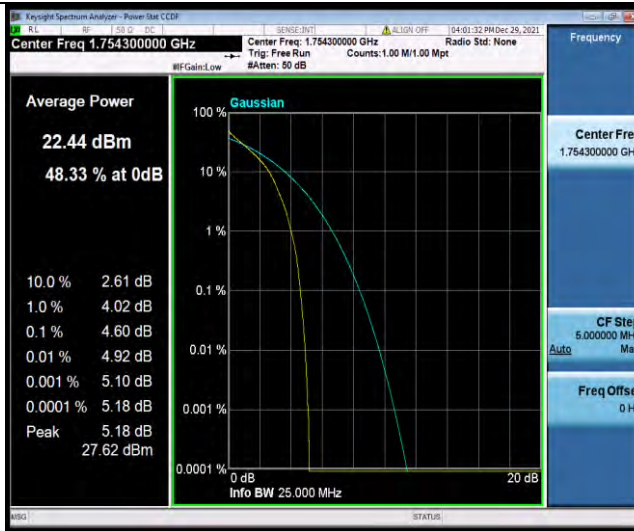 Keysight Spectrum Analyzer - Power Stat CCDF
RL RF 50 Ω DC SENSE:INT ALIGN OFF 04:01:32 PM Dec 29, 2021
Center Freq 1.754300000 GHz
Center Freq: 1.754300000 GHz Radio Std: None
Trig: Free Run Counts:1.00 M/1.00 Mpt
#IFGain:Low #Atten: 50 dB
Frequency
Average Power
22.44 dBm
48.33 % at 0dB
10.0 % 2.61 dB
1.0 % 4.02 dB
0.1 % 4.60 dB
0.01 % 4.92 dB
0.001 % 5.10 dB
0.0001 % 5.18 dB
Peak 5.18 dB
27.62 dBm
Gaussian
100 %
10 %
1 %
0.1 %
0.01 %
0.001 %
0.0001 %
0 dB 20 dB
Info BW 25.000 MHz
Center Fre
1.754300000 GH
CF Ste
5.000000 MH
Auto Ma
Freq Offse
0 H
MSG STATUS